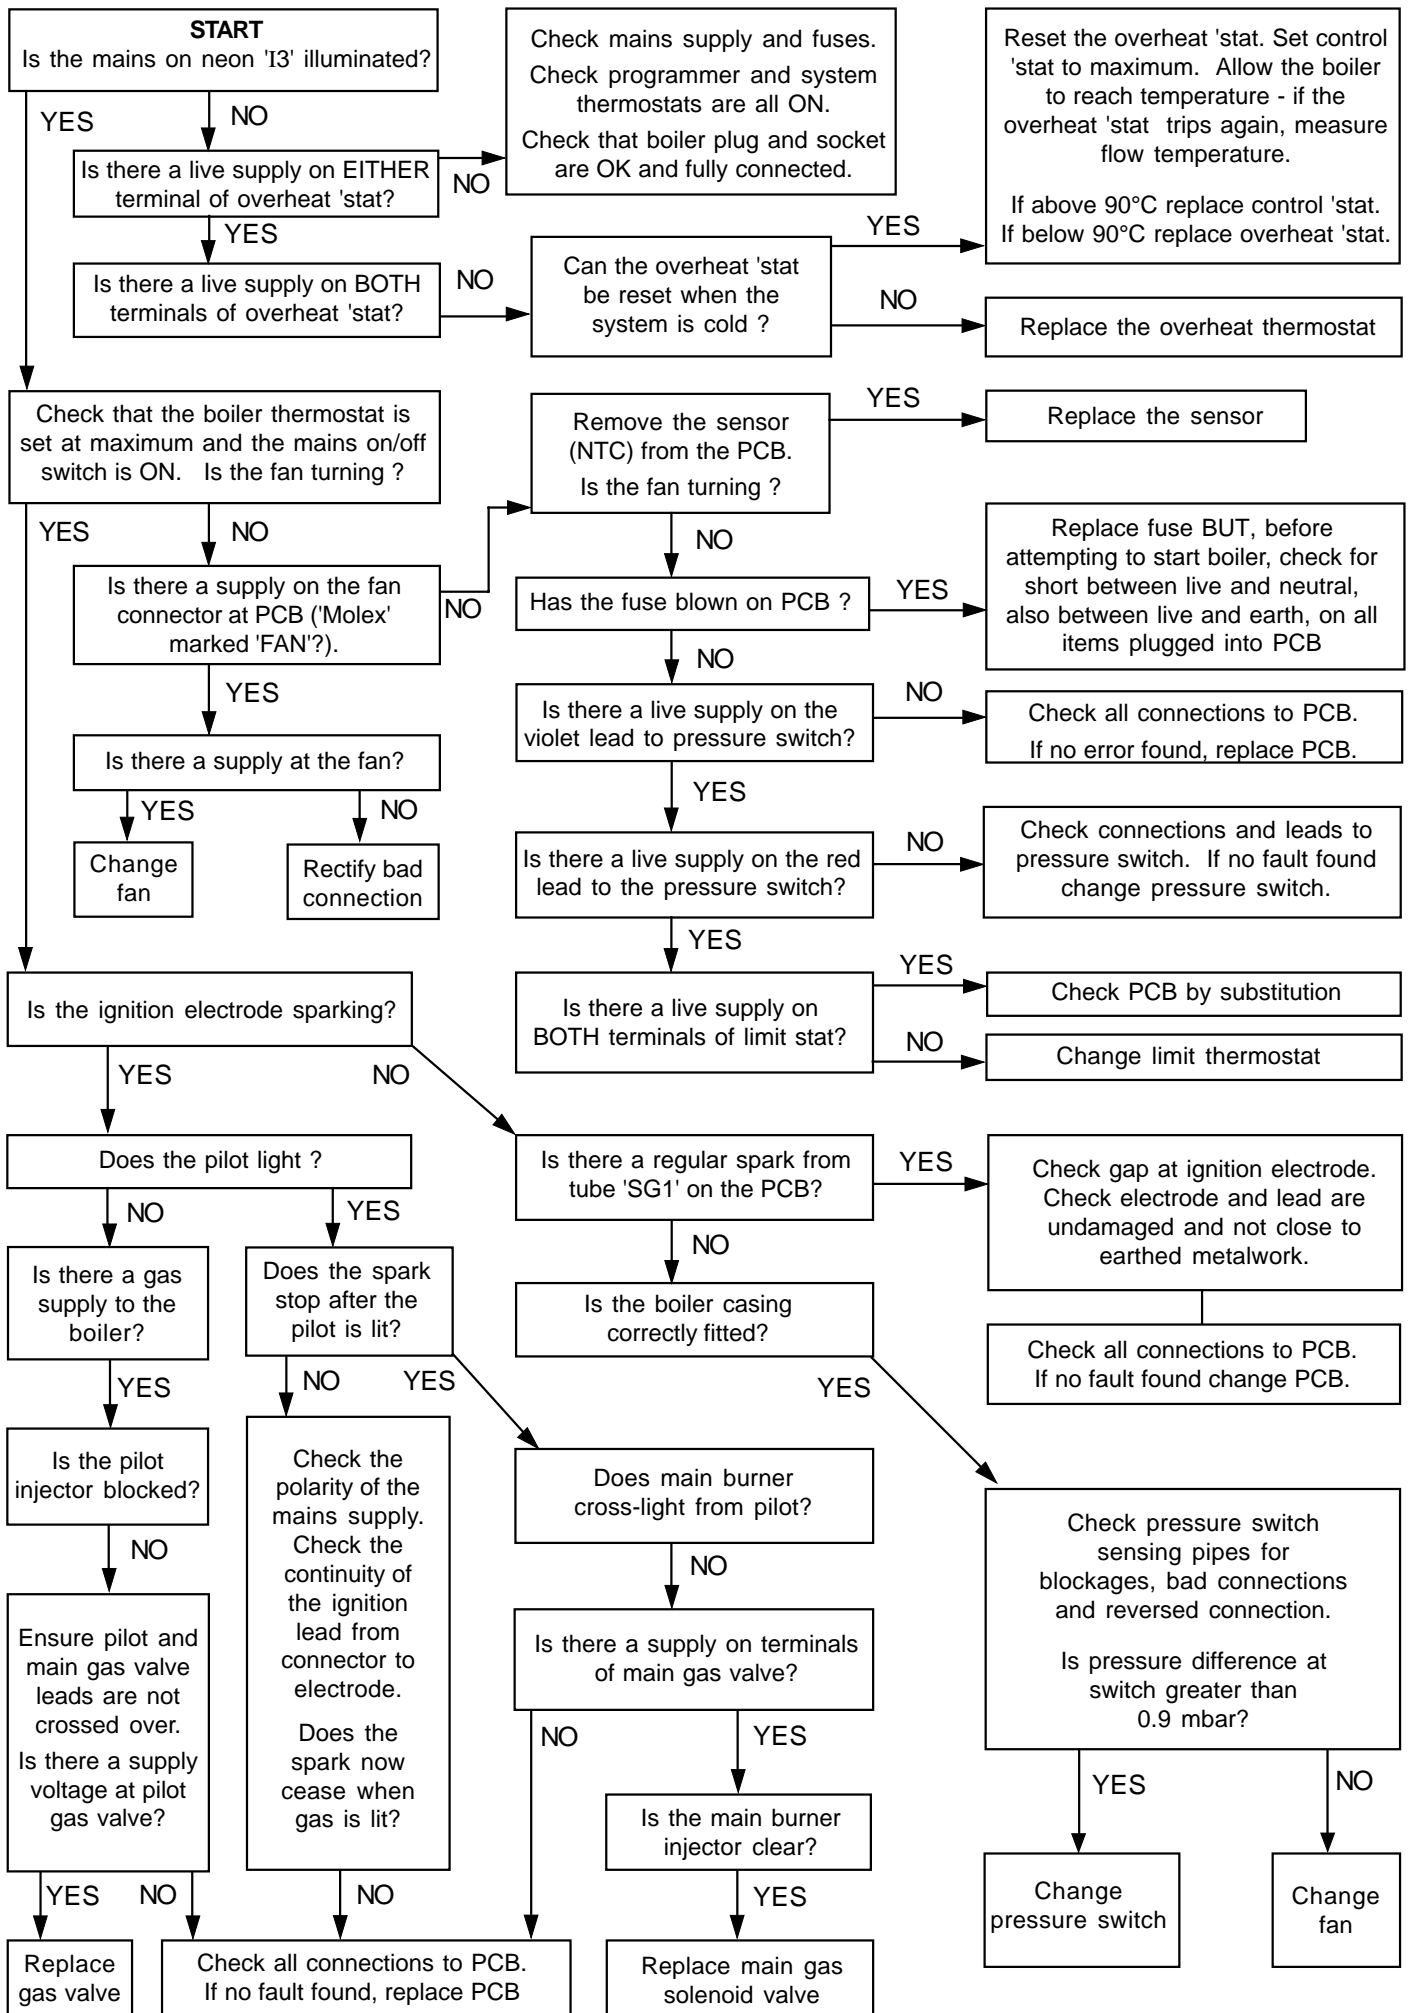 START
Is the mains on neon 'I3' illuminated?
YES
NO
Is there a live supply on EITHER
terminal of overheat 'stat?
NO
Check mains supply and fuses.
Check programmer and system
thermostats are all ON.
Check that boiler plug and socket
are OK and fully connected.
YES
Is there a live supply on BOTH
terminals of overheat 'stat?
NO
Can the overheat 'stat
be reset when the
system is cold ?
YES
Reset the overheat 'stat. Set control
'stat to maximum. Allow the boiler
to reach temperature - if the
overheat 'stat trips again, measure
flow temperature.
If above 90°C replace control 'stat.
If below 90°C replace overheat 'stat.
NO
Replace the overheat thermostat
Check that the boiler thermostat is
set at maximum and the mains on/off
switch is ON. Is the fan turning ?
YES
NO
Is there a supply on the fan
connector at PCB ('Molex'
marked 'FAN'?).
NO
YES
Is there a supply at the fan?
YES
NO
Change
fan
Rectify bad
connection
Remove the sensor
(NTC) from the PCB.
Is the fan turning ?
YES
Replace the sensor
NO
Has the fuse blown on PCB ?
YES
Replace fuse BUT, before
attempting to start boiler, check for
short between live and neutral,
also between live and earth, on all
items plugged into PCB
NO
Is there a live supply on the
violet lead to pressure switch?
NO
Check all connections to PCB.
If no error found, replace PCB.
YES
Is there a live supply on the red
lead to the pressure switch?
NO
Check connections and leads to
pressure switch. If no fault found
change pressure switch.
YES
Is there a live supply on
BOTH terminals of limit stat?
YES
Check PCB by substitution
NO
Change limit thermostat
Is the ignition electrode sparking?
YES
NO
Does the pilot light ?
NO
YES
Is there a regular spark from
tube 'SG1' on the PCB?
YES
Check gap at ignition electrode.
Check electrode and lead are
undamaged and not close to
earthed metalwork.
Check all connections to PCB.
If no fault found change PCB.
NO
Is the boiler casing
correctly fitted?
YES
Is there a gas
supply to the
boiler?
YES
Is the pilot
injector blocked?
NO
Ensure pilot and
main gas valve
leads are not
crossed over.
Is there a supply
voltage at pilot
gas valve?
YES
NO
Replace
gas valve
Does the spark
stop after the
pilot is lit?
NO
YES
Check the
polarity of the
mains supply.
Check the
continuity of
the ignition
lead from
connector to
electrode.
Does the
spark now
cease when
gas is lit?
NO
Check all connections to PCB.
If no fault found, replace PCB
Does main burner
cross-light from pilot?
NO
Is there a supply on terminals
of main gas valve?
NO
YES
Is the main burner
injector clear?
YES
Replace main gas
solenoid valve
Check pressure switch
sensing pipes for
blockages, bad connections
and reversed connection.
Is pressure difference at
switch greater than
0.9 mbar?
YES
NO
Change
pressure switch
Change
fan